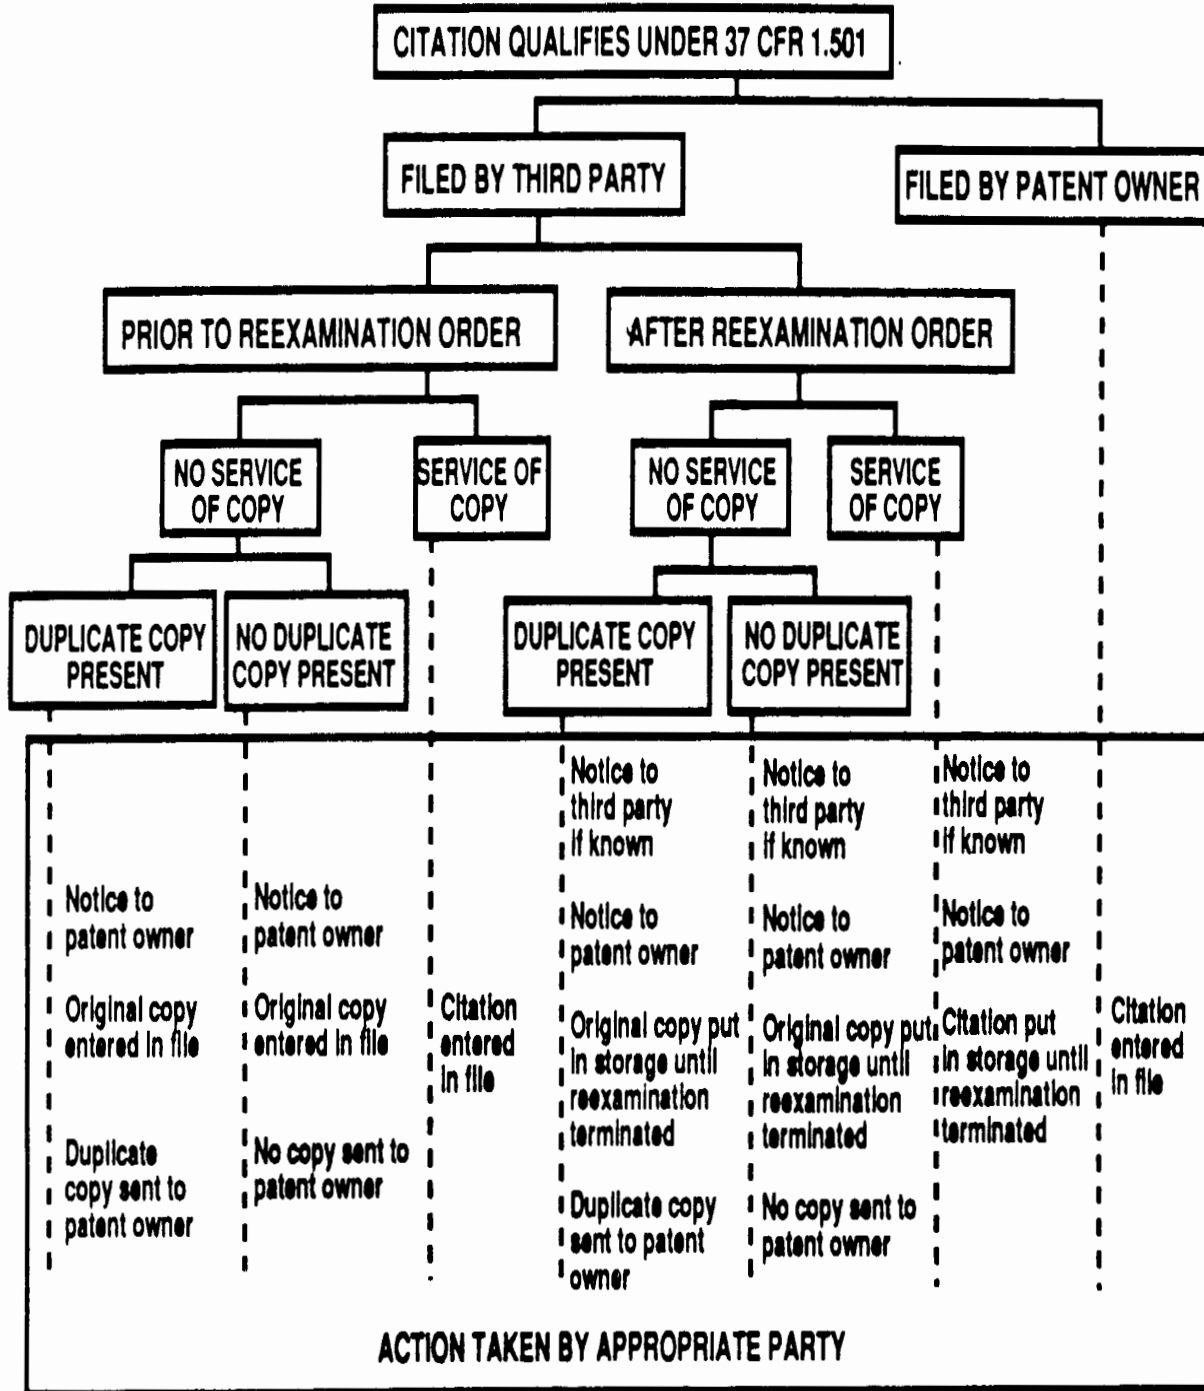 CITATION QUALIFIES UNDER 37 CFR 1.501
FILED BY THIRD PARTY
FILED BY PATENT OWNER
PRIOR TO REEXAMINATION ORDER
AFTER REEXAMINATION ORDER
NO SERVICE
OF COPY
SERVICE OF
COPY
NO SERVICE
OF COPY
SERVICE
OF COPY
DUPLICATE COPY
PRESENT
NO DUPLICATE
COPY PRESENT
DUPLICATE COPY
PRESENT
NO DUPLICATE
COPY PRESENT
Notice to
patent owner
Original copy
entered in file
Duplicate
copy sent to
patent owner
Notice to
patent owner
Original copy
entered in file
No copy sent to
patent owner
Citation
entered
in file
Notice to
third party
if known
Notice to
patent owner
Original copy put
in storage until
reexamination
terminated
Duplicate copy
sent to patent
owner
Notice to
third party
if known
Notice to
patent owner
Original copy put
in storage until
reexamination
terminated
No copy sent to
patent owner
Notice to
third party
if known
Notice to
patent owner
Citation put
in storage until
reexamination
terminated
Citation
entered
in file
ACTION TAKEN BY APPROPRIATE PARTY